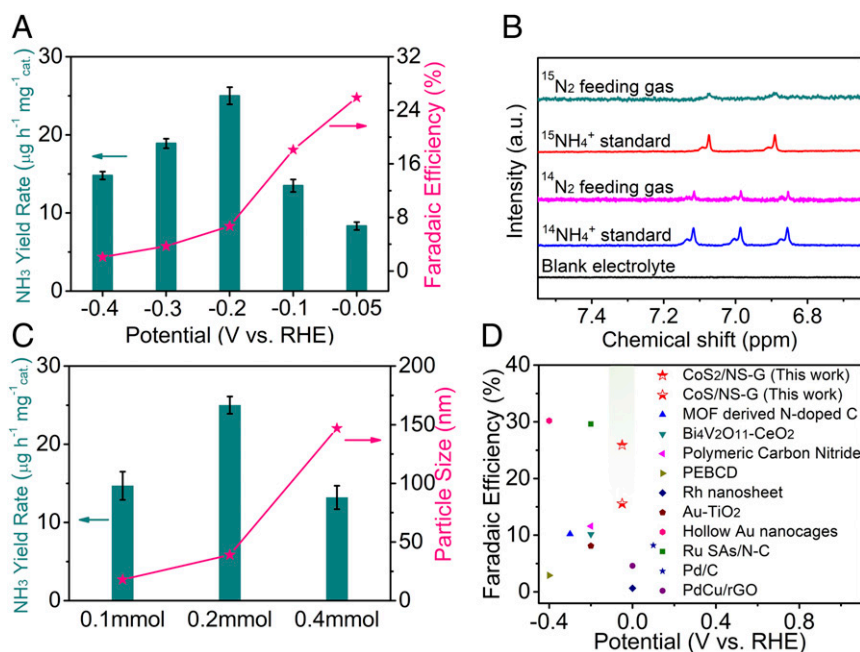 A
NH3 Yield Rate (µg h-1 mg-1cat.)
30
20
15
10
0
32
26
16
8
0
Faradaic Efficiency (%)
-0.4 -0.3 -0.2 -0.1 -0.05
Potential (V vs. RHE)
B
Intensity (a.u.)
15N2 feeding gas
15NH4+ standard
14N2 feeding gas
14NH4+ standard
Blank electrolyte
7.4 7.2 7.0 6.8
Chemical shift (ppm)
C
NH3 Yield Rate (µg h-1 mg-1cat.)
30
20
10
0
200
150
100
50
00
Particle Size (nm)
0.1mmol 0.2mmol 0.4mmol
D
Faradaic Efficiency (%)
40
30
20
10
0
CoS2/NS-G (This work)
CoS/NS-G (This work)
MOF derived N-doped C
Bi4V2O11-CeO2
Polymeric Carbon Nitride
PEBCD
Rh nanosheet
Au-TiO2
Hollow Au nanocages
Ru SAs/N-C
Pd/C
PdCu/rGO
-0.4 0.0 0.4 0.8
Potential (V vs. RHE)